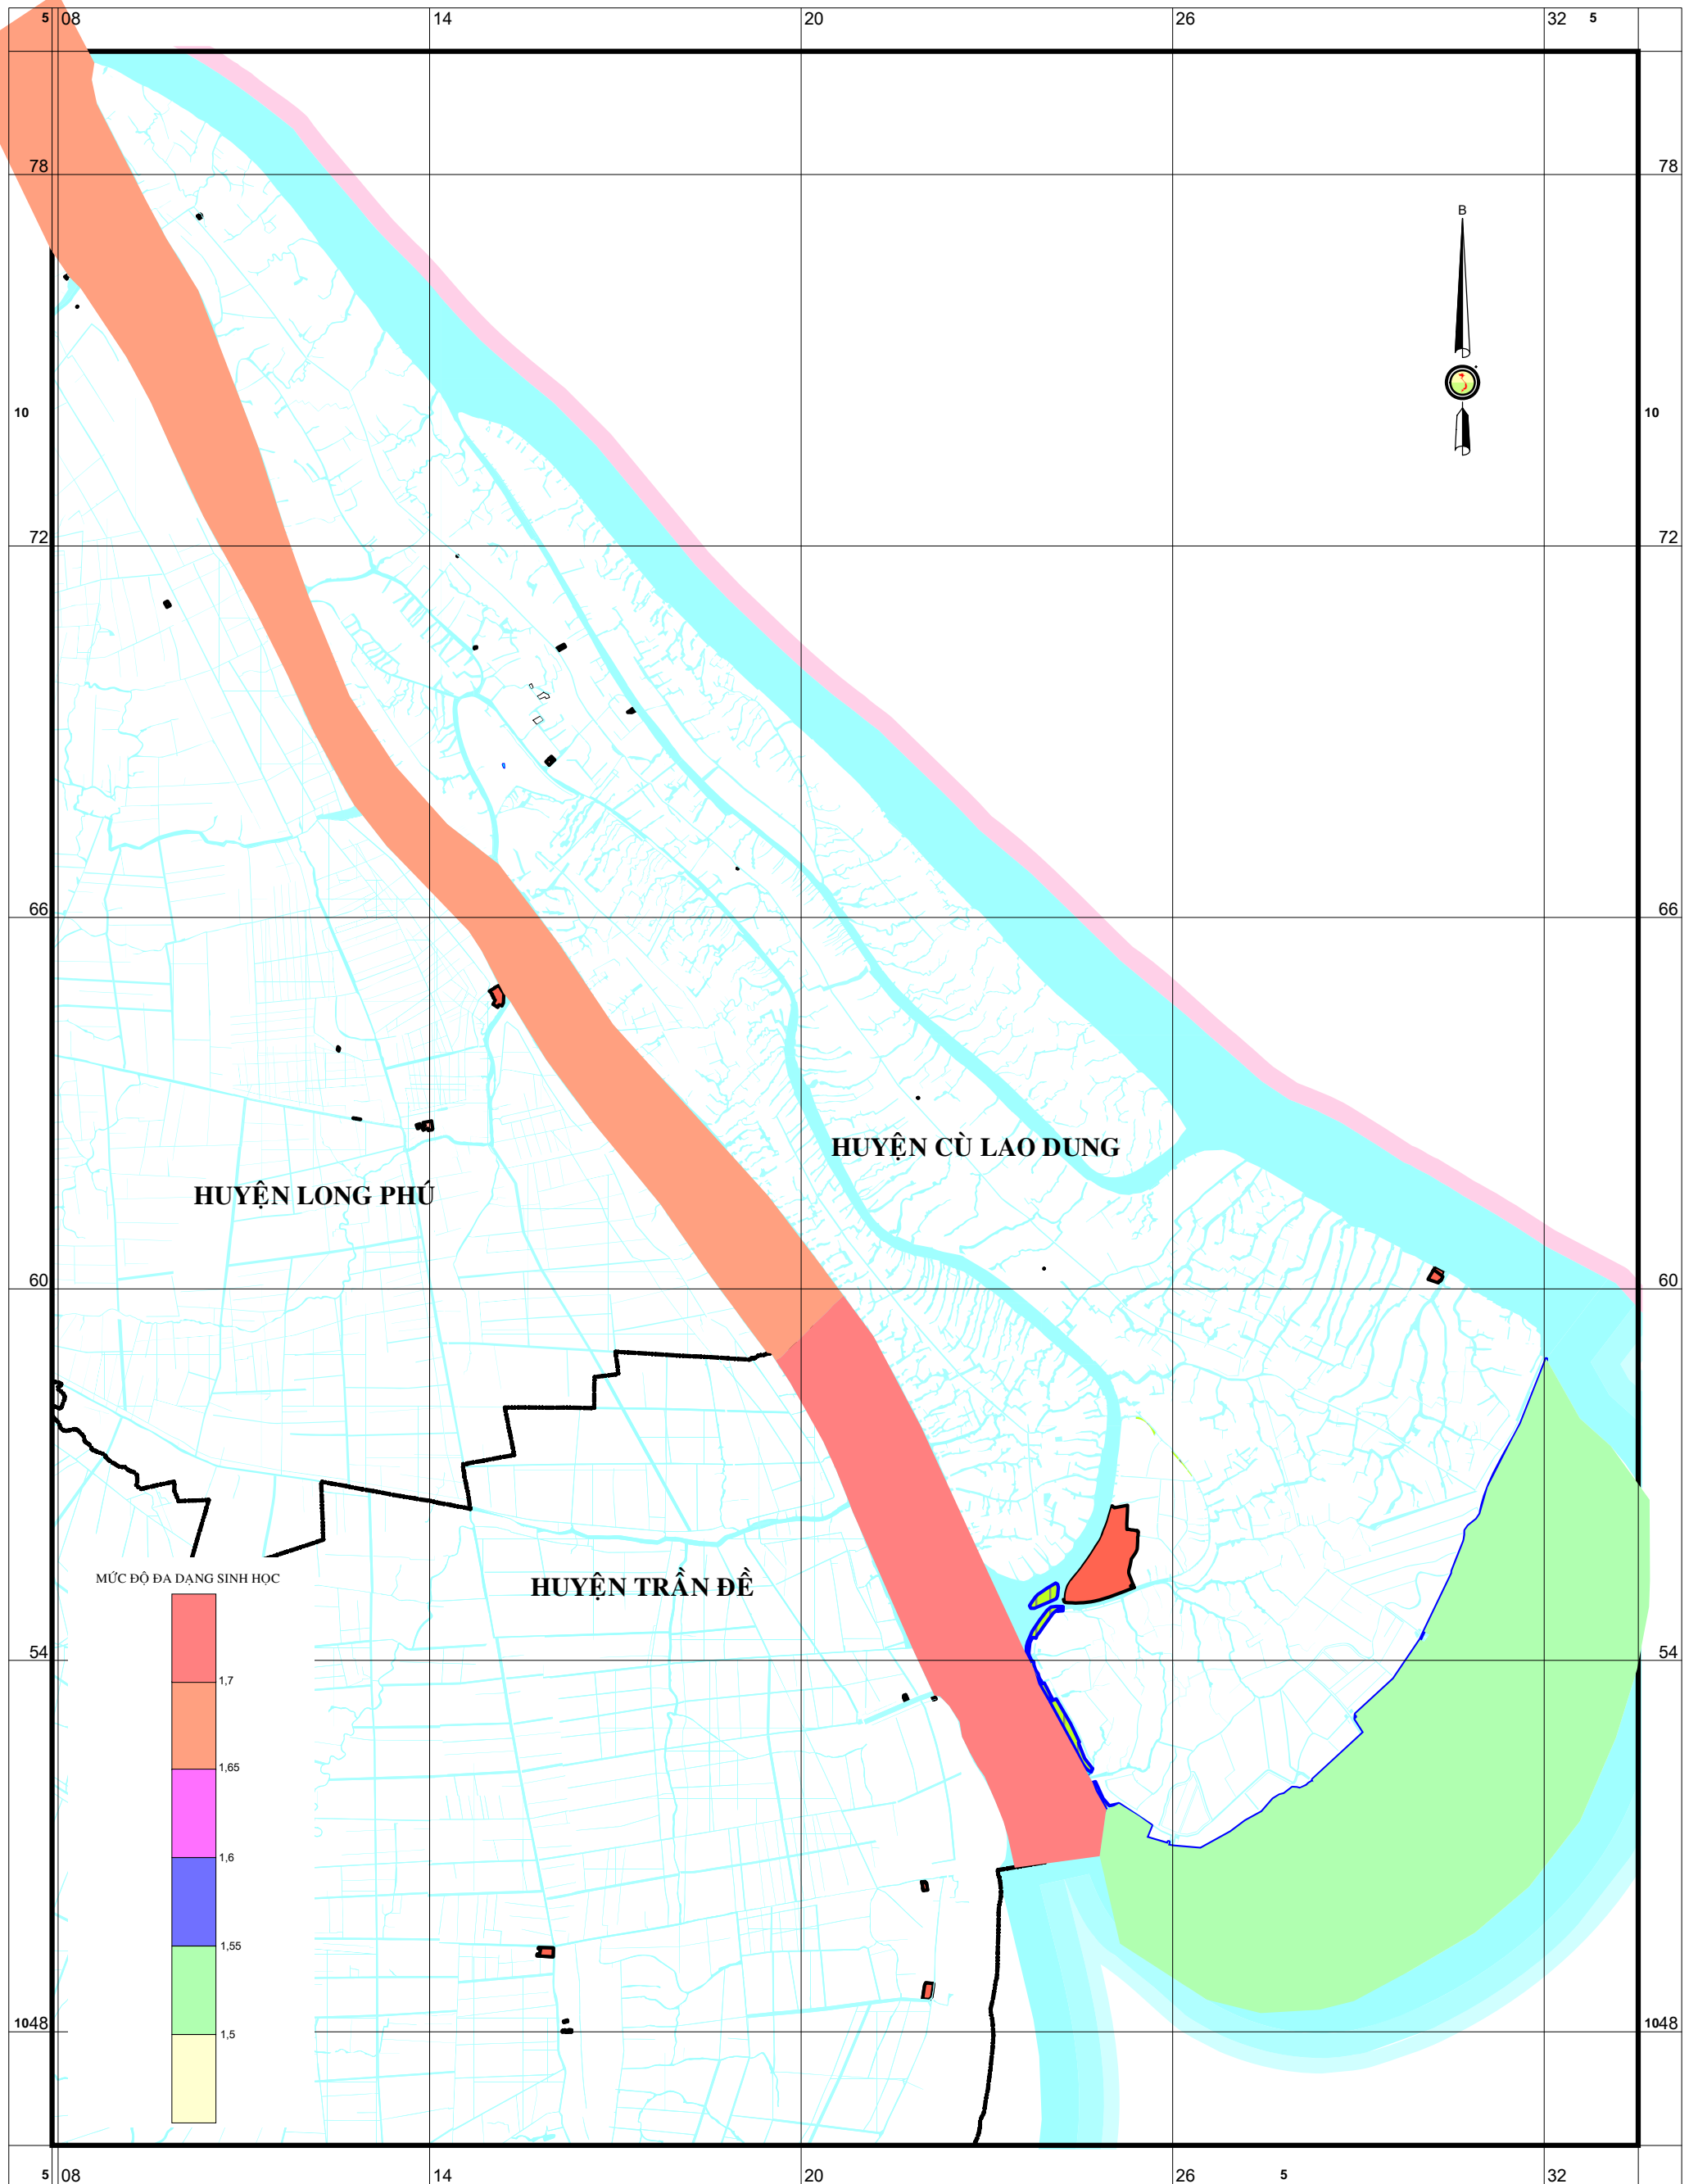 5 08 14 20 26 32 5
78 78
B
10 10
72 72
66 66
HUYỆN CÙ LAO DUNG
HUYỆN LONG PHÚ
60 60
MỨC ĐỘ ĐA DẠNG SINH HỌC
HUYỆN TRẦN ĐỀ
54 54
1,7
1,65
1,6
1,55
1,5
1048 1048
5 08 14 20 26 5 32